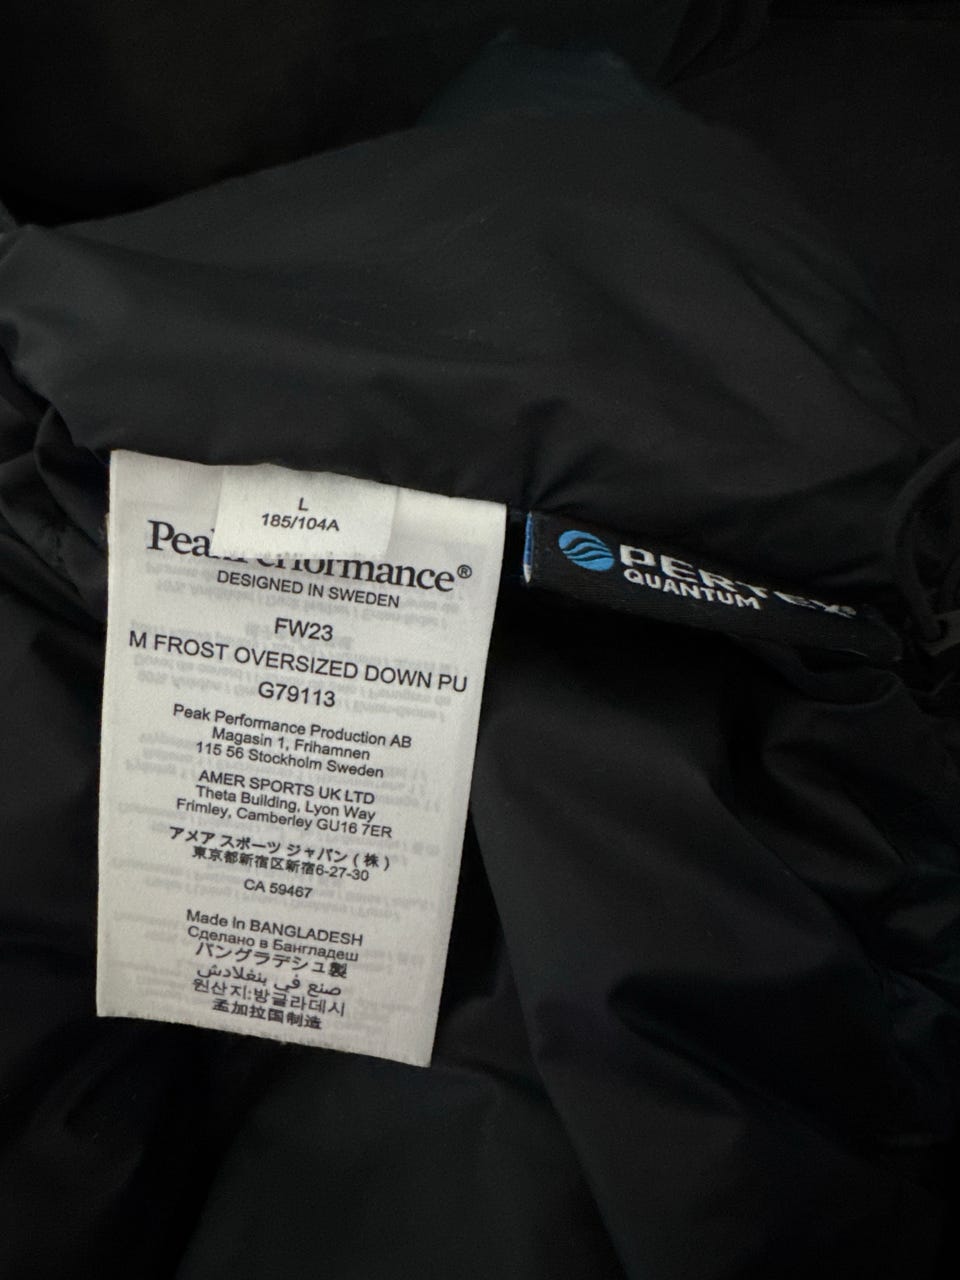 L
185/104A
Peak Performance®
DESIGNED IN SWEDEN
FW23
M FROST OVERSIZED DOWN PU
G79113
Peak Performance Production AB
Magasin 1, Frihamnen
115 56 Stockholm Sweden
AMER SPORTS UK LTD
Theta Building, Lyon Way
Frimley, Camberley GU16 7ER
アメア スポーツ ジャパン (株)
東京都新宿区新宿6-27-30
CA 59467
Made In BANGLADESH
Сделано в Бангладеш
バングラデシュ製
صنع في بنغلادش
원산지:방글라데시
孟加拉国制造
PERTEX®
QUANTUM